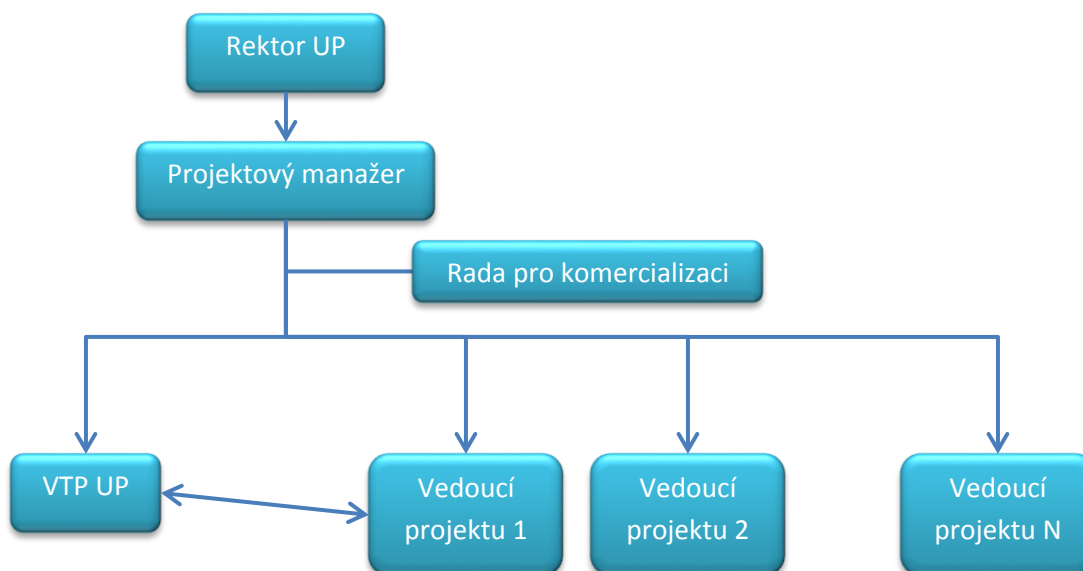 Rektor UP
Projektový manažer
Rada pro komercializaci
VTP UP
Vedoucí
projektu 1
Vedoucí
projektu 2
Vedoucí
projektu N